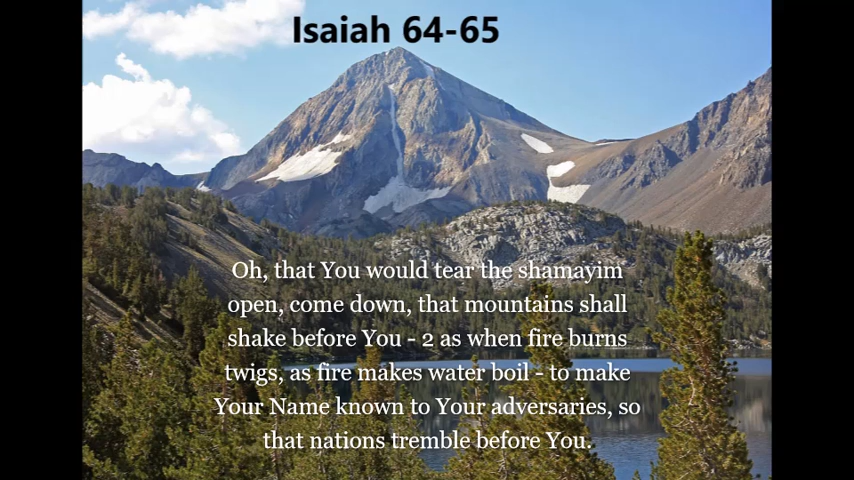 Isaiah 64-65
Oh, that You would tear the shamayim
open, come down, that mountains shall
shake before You - 2 as when fire burns
twigs, as fire makes water boil - to make
Your Name known to Your adversaries, so
that nations tremble before You.